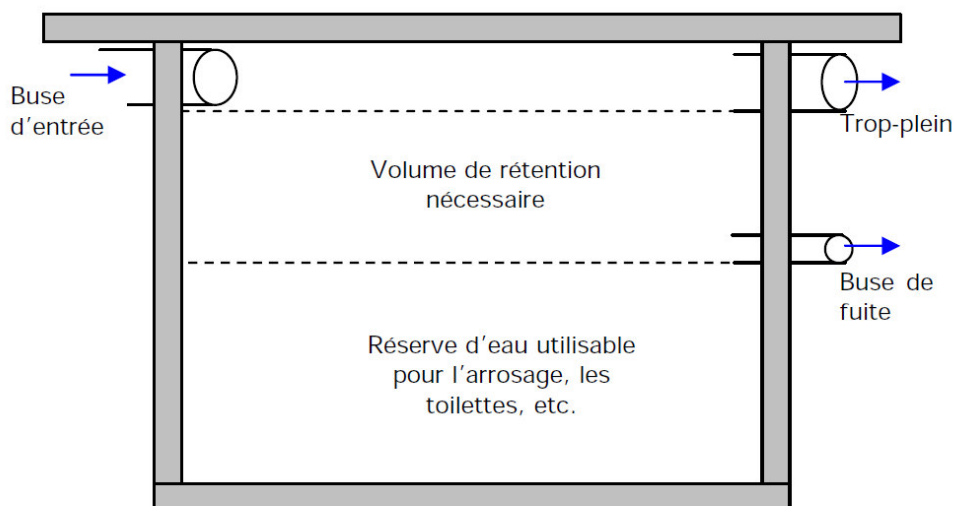 Buse
d'entrée
Trop-plein
Volume de rétention
nécessaire
Buse de
fuite
Réserve d'eau utilisable
pour l'arrosage, les
toilettes, etc.